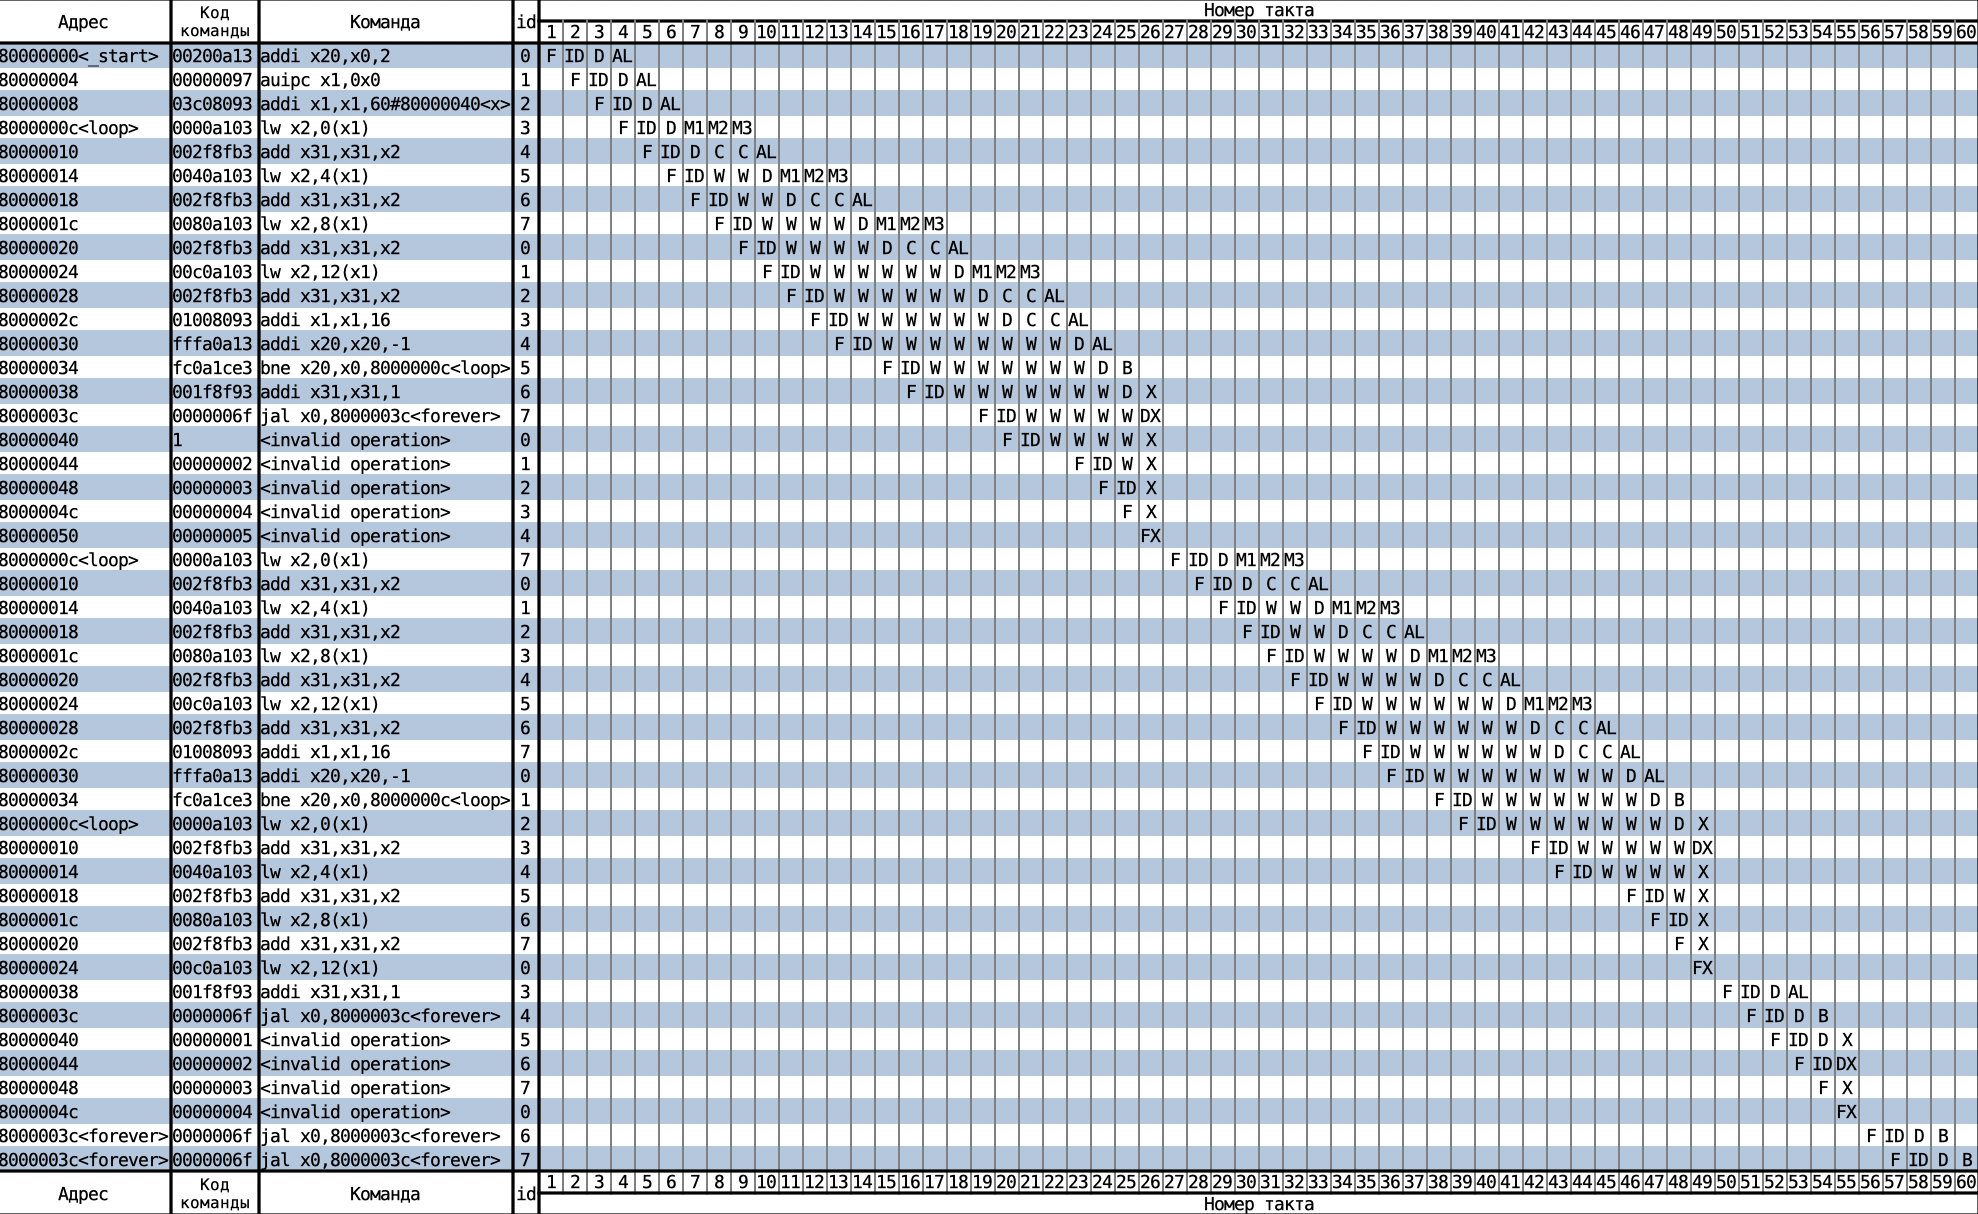 Адрес Код команды Команда id Номер такта
1 2 3 4 5 6 7 8 9 10 11 12 13 14 15 16 17 18 19 20 21 22 23 24 25 26 27 28 29 30 31 32 33 34 35 36 37 38 39 40 41 42 43 44 45 46 47 48 49 50 51 52 53 54 55 56 57 58 59 60
80000000<_start> 00200a13 addi x20,x0,2 0 F ID D AL
80000004 00000097 auipc x1,0x0 1 F ID D AL
80000008 03c08093 addi x1,x1,60#80000040<x> 2 F ID D AL
8000000c<loop> 0000a103 lw x2,0(x1) 3 F ID D M1 M2 M3
80000010 002f8fb3 add x31,x31,x2 4 F ID D C C AL
80000014 0040a103 lw x2,4(x1) 5 F ID W W D M1 M2 M3
80000018 002f8fb3 add x31,x31,x2 6 F ID W W D C C AL
8000001c 0080a103 lw x2,8(x1) 7 F ID W W W W D M1 M2 M3
80000020 002f8fb3 add x31,x31,x2 0 F ID W W W W D C C AL
80000024 00c0a103 lw x2,12(x1) 1 F ID W W W W W W D M1 M2 M3
80000028 002f8fb3 add x31,x31,x2 2 F ID W W W W W W D C C AL
8000002c 01008093 addi x1,x1,16 3 F ID W W W W W W D C C AL
80000030 fffa0a13 addi x20,x20,-1 4 F ID W W W W W W W W D AL
80000034 fc0a1ce3 bne x20,x0,8000000c<loop> 5 F ID W W W W W W W D B
80000038 001f8f93 addi x31,x31,1 6 F ID W W W W W W W D X
8000003c 0000006f jal x0,8000003c<forever> 7 F ID W W W W W DX
80000040 1 <invalid operation> 0 F ID W W W W X
80000044 00000002 <invalid operation> 1 F ID W X
80000048 00000003 <invalid operation> 2 F ID X
8000004c 00000004 <invalid operation> 3 F X
80000050 00000005 <invalid operation> 4 FX
8000000c<loop> 0000a103 lw x2,0(x1) 7 F ID D M1 M2 M3
80000010 002f8fb3 add x31,x31,x2 0 F ID D C C AL
80000014 0040a103 lw x2,4(x1) 1 F ID W W D M1 M2 M3
80000018 002f8fb3 add x31,x31,x2 2 F ID W W D C C AL
8000001c 0080a103 lw x2,8(x1) 3 F ID W W W W D M1 M2 M3
80000020 002f8fb3 add x31,x31,x2 4 F ID W W W W D C C AL
80000024 00c0a103 lw x2,12(x1) 5 F ID W W W W W W D M1 M2 M3
80000028 002f8fb3 add x31,x31,x2 6 F ID W W W W W W D C C AL
8000002c 01008093 addi x1,x1,16 7 F ID W W W W W W D C C AL
80000030 fffa0a13 addi x20,x20,-1 0 F ID W W W W W W W W D AL
80000034 fc0a1ce3 bne x20,x0,8000000c<loop> 1 F ID W W W W W W W D B
8000000c<loop> 0000a103 lw x2,0(x1) 2 F ID W W W W W W W D X
80000010 002f8fb3 add x31,x31,x2 3 F ID W W W W W DX
80000014 0040a103 lw x2,4(x1) 4 F ID W W W W X
80000018 002f8fb3 add x31,x31,x2 5 F ID W X
8000001c 0080a103 lw x2,8(x1) 6 F ID X
80000020 002f8fb3 add x31,x31,x2 7 F X
80000024 00c0a103 lw x2,12(x1) 0 FX
80000038 001f8f93 addi x31,x31,1 3 F ID D AL
8000003c 0000006f jal x0,8000003c<forever> 4 F ID D B
80000040 00000001 <invalid operation> 5 F ID D X
80000044 00000002 <invalid operation> 6 F ID DX
80000048 00000003 <invalid operation> 7 F X
8000004c 00000004 <invalid operation> 0 FX
8000003c<forever> 0000006f jal x0,8000003c<forever> 6 F ID D B
8000003c<forever> 0000006f jal x0,8000003c<forever> 7 F ID D B
1 2 3 4 5 6 7 8 9 10 11 12 13 14 15 16 17 18 19 20 21 22 23 24 25 26 27 28 29 30 31 32 33 34 35 36 37 38 39 40 41 42 43 44 45 46 47 48 49 50 51 52 53 54 55 56 57 58 59 60
Адрес Код команды Команда id Номер такта